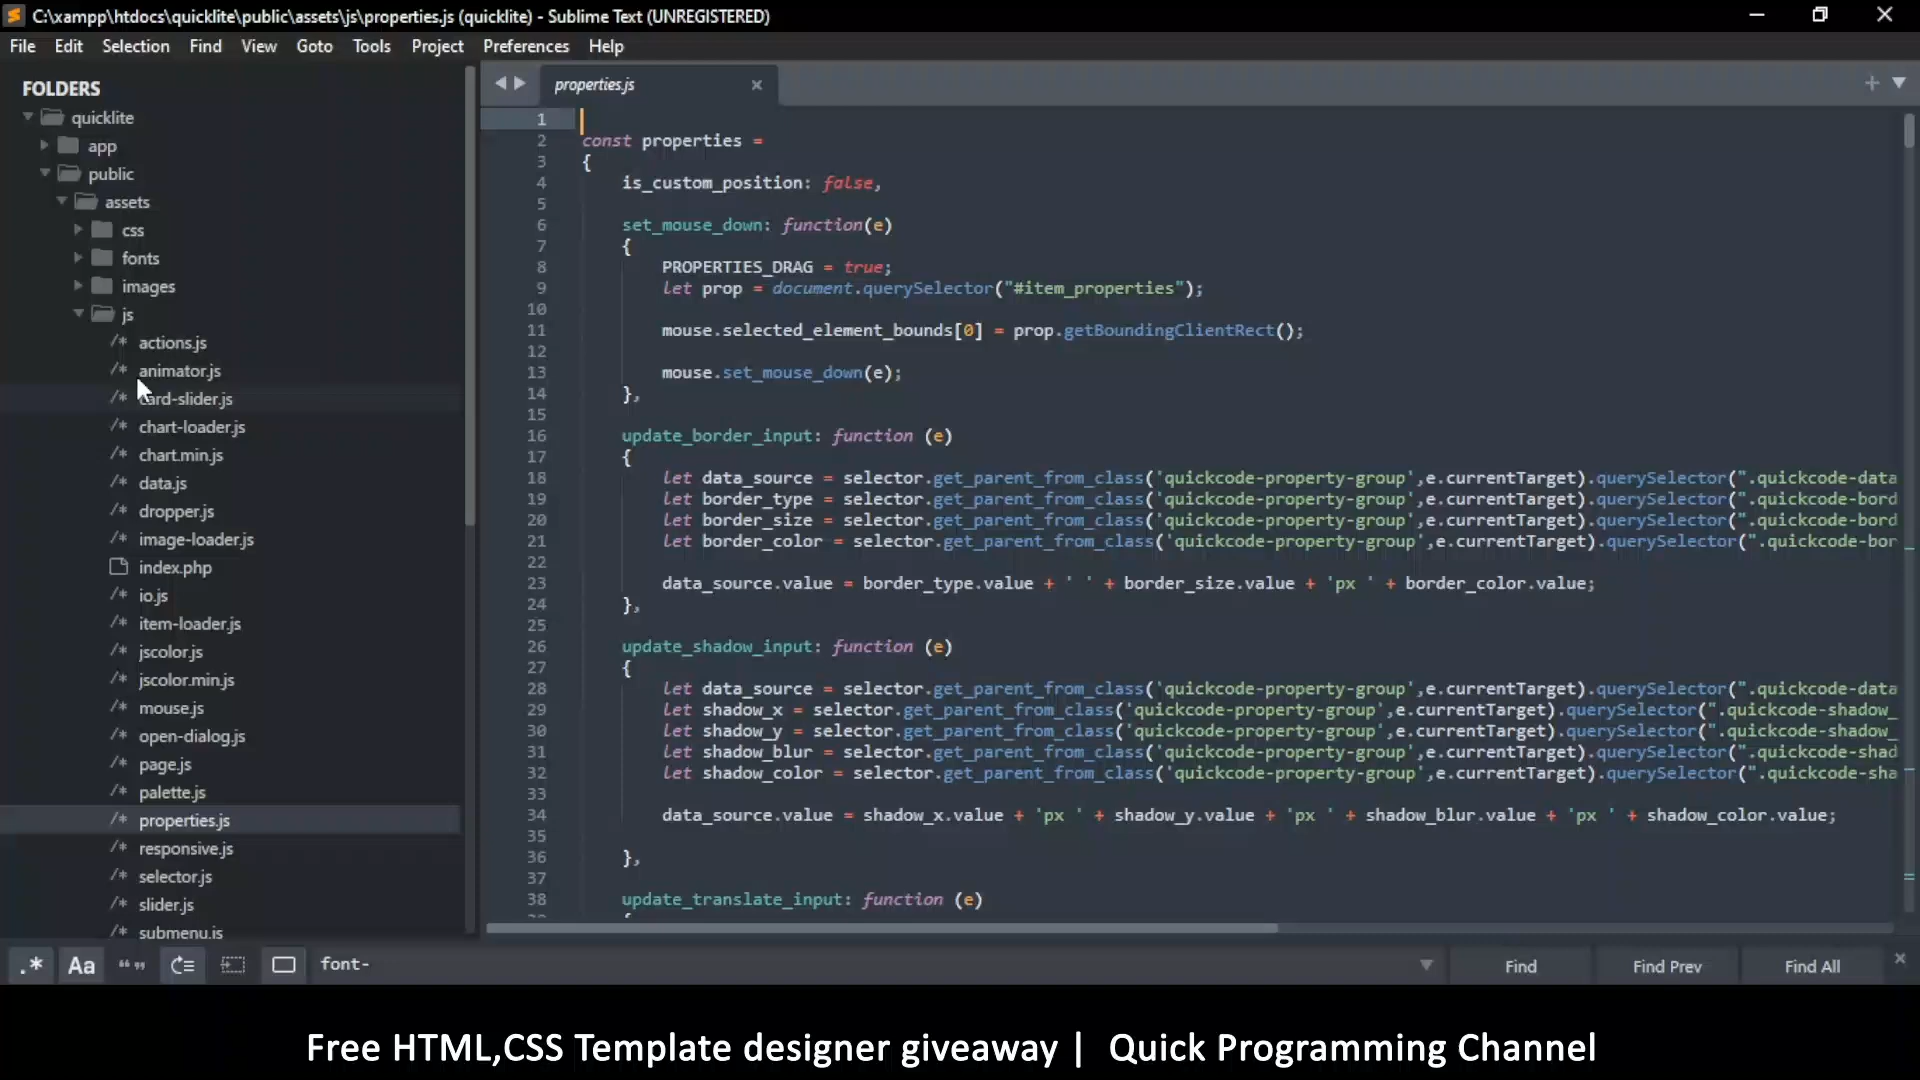 C:\xampp\htdocs\quicklite\public\assets\js\properties.js (quicklite) - Sublime Text (UNREGISTERED)
File Edit Selection Find View Goto Tools Project Preferences Help
FOLDERS
quicklite
app
public
assets
css
fonts
images
js
/* actions.js
/* animator.js
/* card-slider.js
/* chart-loader.js
/* chart.min.js
/* data.js
/* dropper.js
/* image-loader.js
index.php
/* io.js
/* item-loader.js
/* jscolor.js
/* jscolor.min.js
/* mouse.js
/* open-dialog.js
/* page.js
/* palette.js
/* properties.js
/* responsive.js
/* selector.js
/* slider.js
/* submenu.js
properties.js
1
2 const properties =
3 {
4 is_custom_position: false,
5
6 set_mouse_down: function(e)
7 {
8 PROPERTIES_DRAG = true;
9 let prop = document.querySelector("#item_properties");
10
11 mouse.selected_element_bounds[0] = prop.getBoundingClientRect();
12
13 mouse.set_mouse_down(e);
14 },
15
16 update_border_input: function (e)
17 {
18 let data_source = selector.get_parent_from_class('quickcode-property-group',e.currentTarget).querySelector(".quickcode-data
19 let border_type = selector.get_parent_from_class('quickcode-property-group',e.currentTarget).querySelector(".quickcode-bord
20 let border_size = selector.get_parent_from_class('quickcode-property-group',e.currentTarget).querySelector(".quickcode-bord
21 let border_color = selector.get_parent_from_class('quickcode-property-group',e.currentTarget).querySelector(".quickcode-bor
22
23 data_source.value = border_type.value + ' ' + border_size.value + 'px ' + border_color.value;
24 },
25
26 update_shadow_input: function (e)
27 {
28 let data_source = selector.get_parent_from_class('quickcode-property-group',e.currentTarget).querySelector(".quickcode-data
29 let shadow_x = selector.get_parent_from_class('quickcode-property-group',e.currentTarget).querySelector(".quickcode-shadow_
30 let shadow_y = selector.get_parent_from_class('quickcode-property-group',e.currentTarget).querySelector(".quickcode-shadow_
31 let shadow_blur = selector.get_parent_from_class('quickcode-property-group',e.currentTarget).querySelector(".quickcode-shad
32 let shadow_color = selector.get_parent_from_class('quickcode-property-group',e.currentTarget).querySelector(".quickcode-sha
33
34 data_source.value = shadow_x.value + 'px ' + shadow_y.value + 'px ' + shadow_blur.value + 'px ' + shadow_color.value;
35
36 },
37
38 update_translate_input: function (e)
.* Aa “” font- Find Find Prev Find All
Free HTML,CSS Template designer giveaway | Quick Programming Channel